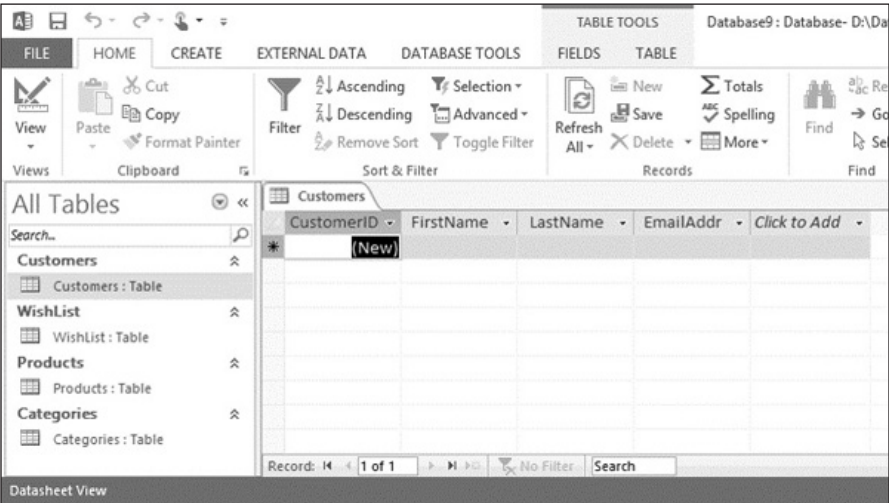 TABLE TOOLS Database9 : Database- D:\Da
FILE HOME CREATE EXTERNAL DATA DATABASE TOOLS FIELDS TABLE
View
Paste
Cut
Copy
Format Painter
Filter
Ascending
Descending
Remove Sort
Selection
Advanced
Toggle Filter
Refresh
All
New
Save
Delete
Totals
Spelling
More
Find
Re
Go
Sel
Views Clipboard Sort & Filter Records Find
All Tables
Search...
Customers
Customers : Table
WishList
WishList : Table
Products
Products : Table
Categories
Categories : Table
Customers
CustomerID FirstName LastName EmailAddr Click to Add
(New)
Record: 1 of 1 No Filter Search
Datasheet View